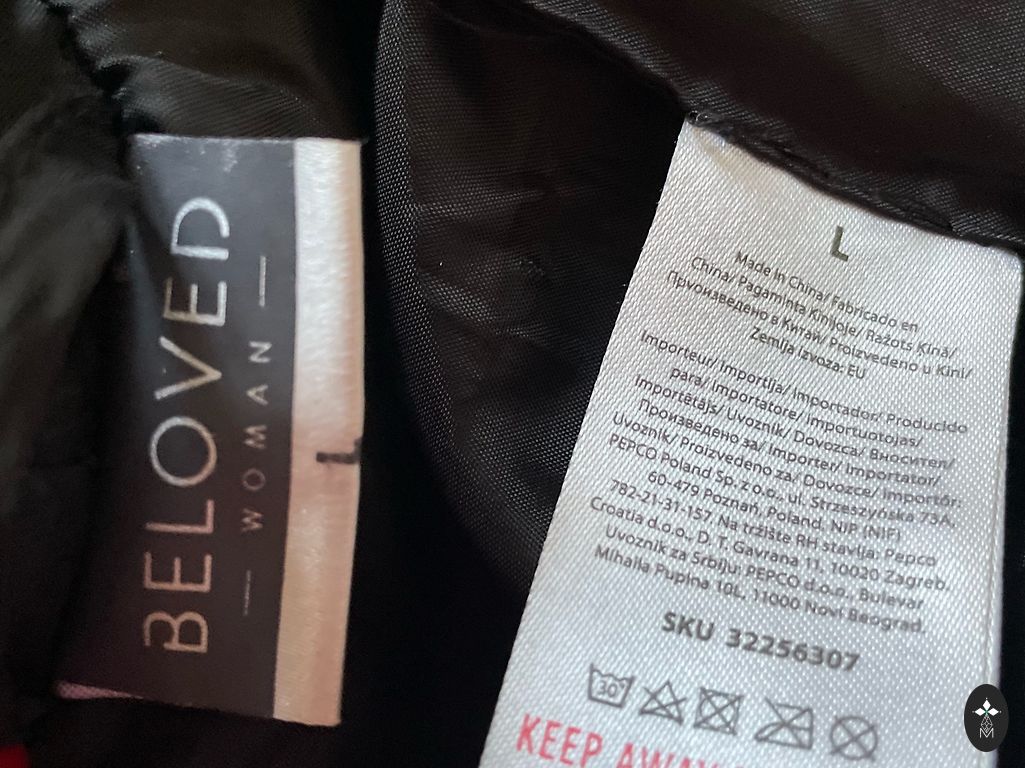 BELOVED
WOMAN
L
L
Made in China/ Fabricado en
China/ Pagaminta Kinijoje/ Ražots Ķīnā/
Произведено в Китай/ Proizvedeno u Kini/
Zemlja izvoza: EU
Importeur/ Importija/ Importador/ Producido
para/ Importatore/ Importuotojas/
Importētājs/ Uvoznik/ Dovozca/ Вносител/
Произведено за/ Importer/ Importator/
Uvoznik/ Proizvedeno za/ Dovozce/ Importőr:
PEPCO Poland Sp. z o.o., ul. Strzeszyńska 73A,
60-479 Poznań, Poland. NIP (NIF)
782-21-31-157. Na tržište RH stavlja: Pepco
Croatia d.o.o., D. T. Gavrana 11, 10020 Zagreb.
Uvoznik za Srbiju: PEPCO d.o.o., Bulevar
Mihaila Pupina 10L, 11000 Novi Beograd.
SKU 32256307
30
KEEP AWAY
M